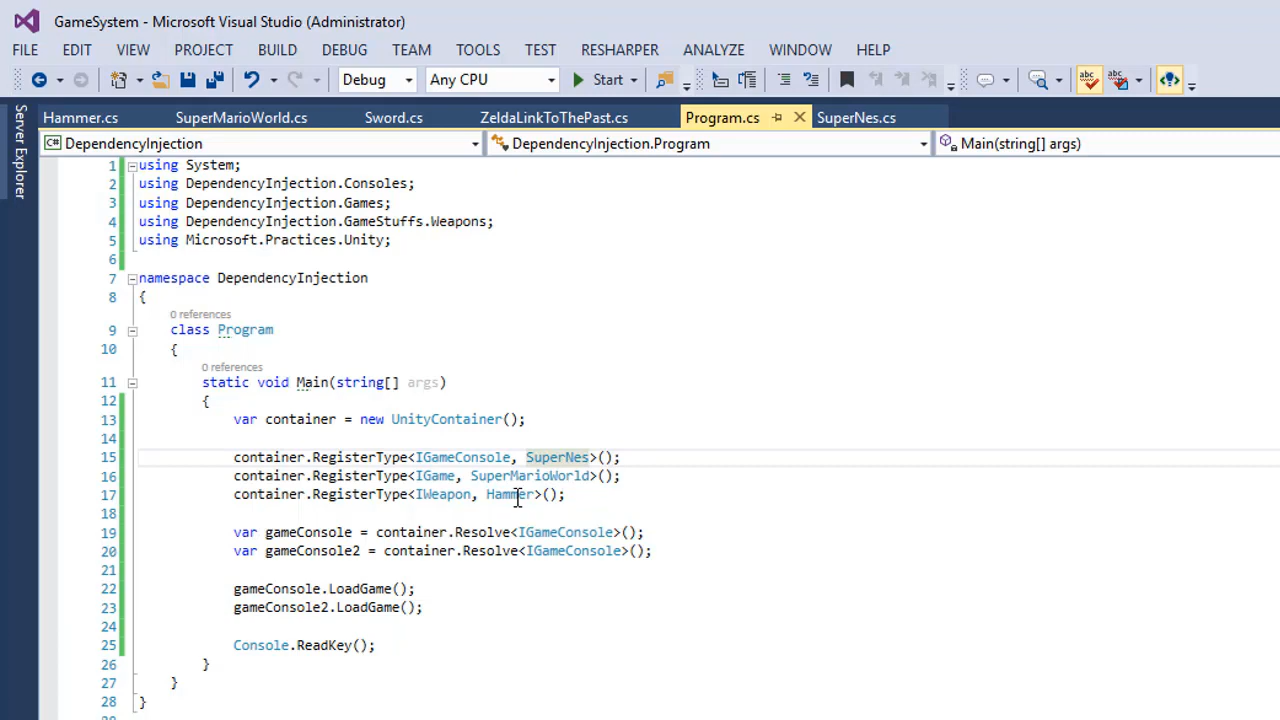 GameSystem - Microsoft Visual Studio (Administrator)
FILE EDIT VIEW PROJECT BUILD DEBUG TEAM TOOLS TEST RESHARPER ANALYZE WINDOW HELP
Debug Any CPU Start
Server Explorer
Hammer.cs SuperMarioWorld.cs Sword.cs ZeldaLinkToThePast.cs Program.cs SuperNes.cs
DependencyInjection DependencyInjection.Program Main(string[] args)
1 using System;
2 using DependencyInjection.Consoles;
3 using DependencyInjection.Games;
4 using DependencyInjection.GameStuffs.Weapons;
5 using Microsoft.Practices.Unity;
6
7 namespace DependencyInjection
8 {
0 references
9 class Program
10 {
0 references
11 static void Main(string[] args)
12 {
13 var container = new UnityContainer();
14
15 container.RegisterType<IGameConsole, SuperNes>();
16 container.RegisterType<IGame, SuperMarioWorld>();
17 container.RegisterType<IWeapon, Hammer>();
18
19 var gameConsole = container.Resolve<IGameConsole>();
20 var gameConsole2 = container.Resolve<IGameConsole>();
21
22 gameConsole.LoadGame();
23 gameConsole2.LoadGame();
24
25 Console.ReadKey();
26 }
27 }
28 }